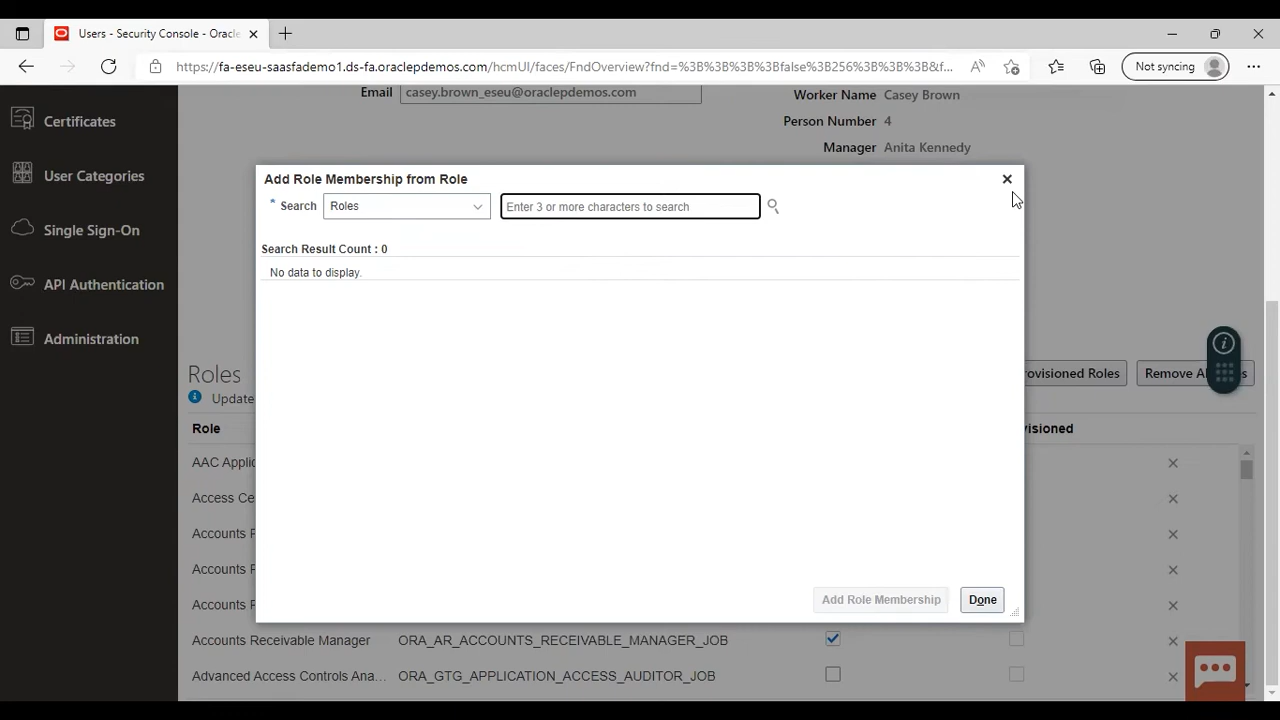 Users - Security Console - Oracle
https://fa-eseu-saasfademo1.ds-fa.oraclepdemos.com/hcmUI/faces/FndOverview?fnd=%3B%3B%3B%3Bfalse%3B256%3B%3B%3B&f...
Not syncing
Certificates
User Categories
Single Sign-On
API Authentication
Administration
Email casey.brown_eseu@oraclepdemos.com
Worker Name Casey Brown
Person Number 4
Manager Anita Kennedy
Add Role Membership from Role
* Search Roles Enter 3 or more characters to search
Search Result Count : 0
No data to display.
Add Role Membership Done
Roles
rovisioned Roles
Remove A
s
Update
Role
visioned
AAC Applic
Access Ce
Accounts
Accounts
Accounts
Accounts Receivable Manager ORA_AR_ACCOUNTS_RECEIVABLE_MANAGER_JOB
Advanced Access Controls Ana... ORA_GTG_APPLICATION_ACCESS_AUDITOR_JOB